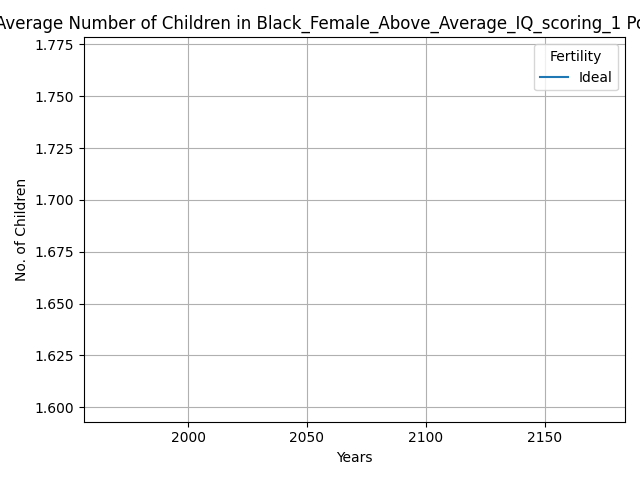 Average Number of Children in Black_Female_Above_Average_IQ_scoring_1
1.775
Fertility
Ideal
1.750
1.725
1.700
1.675
1.650
1.625
1.600
No. of Children
2000 2050 2100 2150
Years